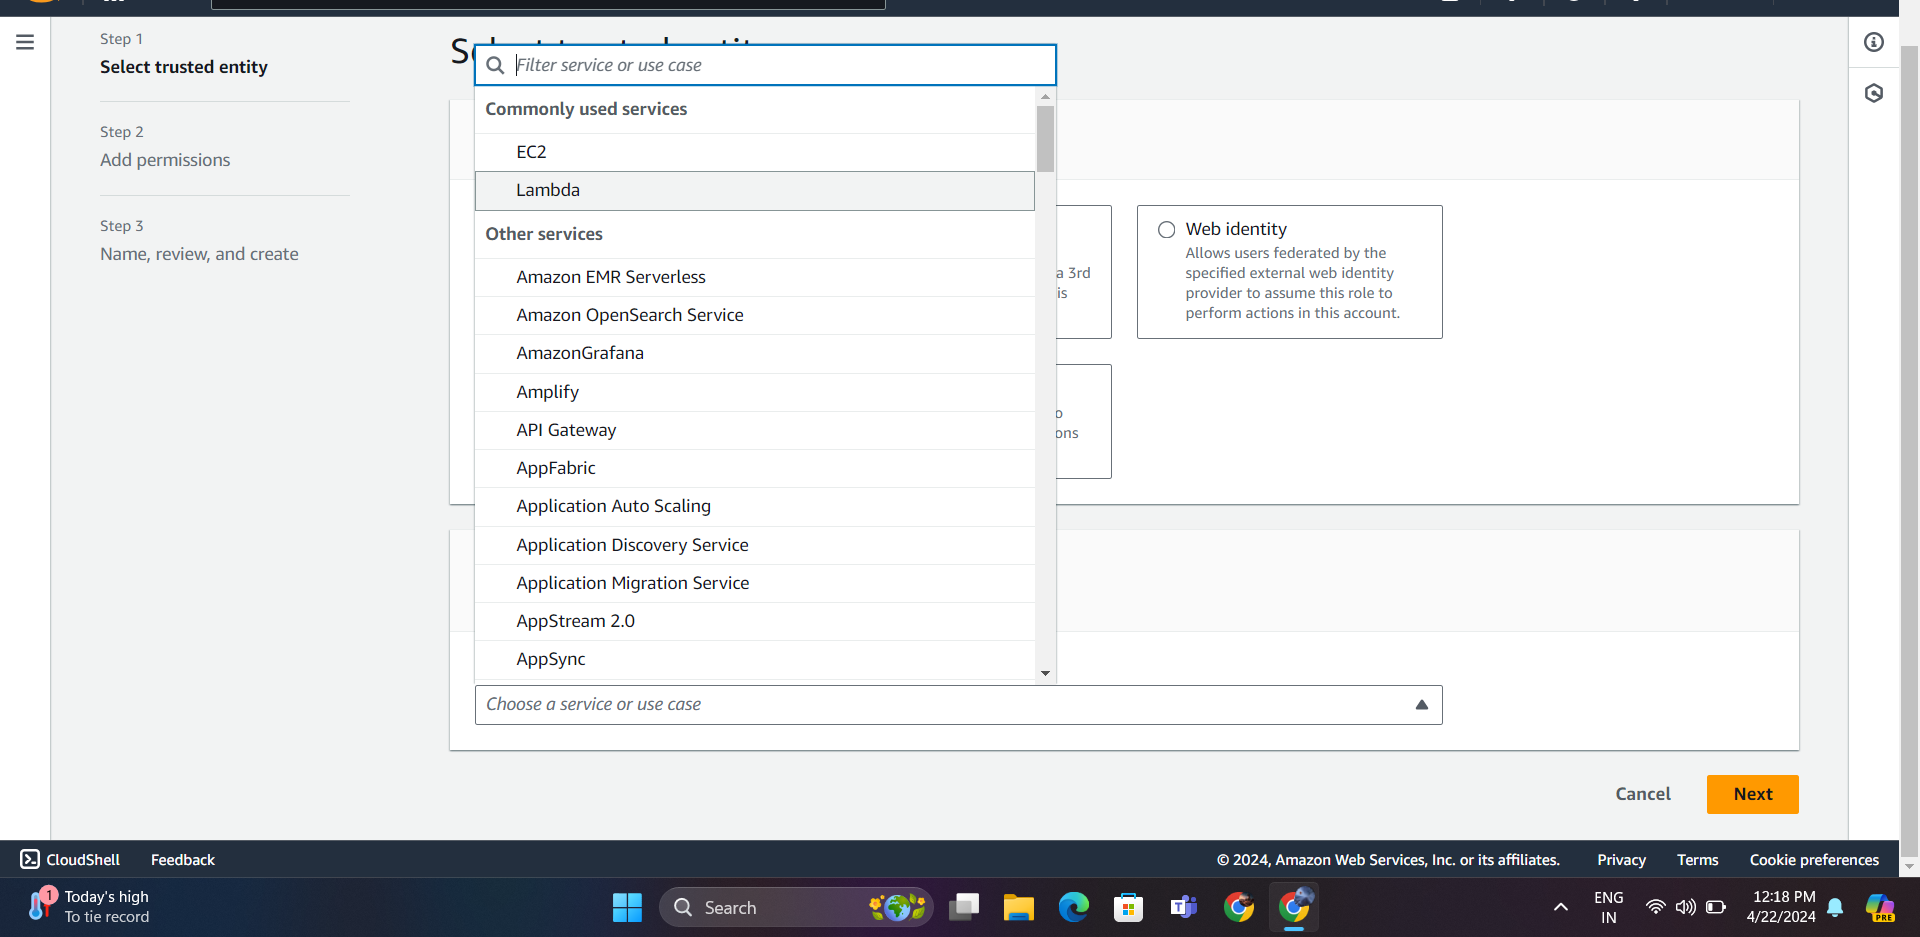 Step 1
Select trusted entity
Step 2
Add permissions
Step 3
Name, review, and create
Filter service or use case
Commonly used services
EC2
Lambda
Other services
Amazon EMR Serverless
Amazon OpenSearch Service
AmazonGrafana
Amplify
API Gateway
AppFabric
Application Auto Scaling
Application Discovery Service
Application Migration Service
AppStream 2.0
AppSync
Choose a service or use case
a 3rd
is
Web identity
Allows users federated by the
specified external web identity
provider to assume this role to
perform actions in this account.
Cancel
Next
CloudShell
Feedback
© 2024, Amazon Web Services, Inc. or its affiliates.
Privacy
Terms
Cookie preferences
1
Today's high
To tie record
Search
ENG
IN
12:18 PM
4/22/2024
PRE